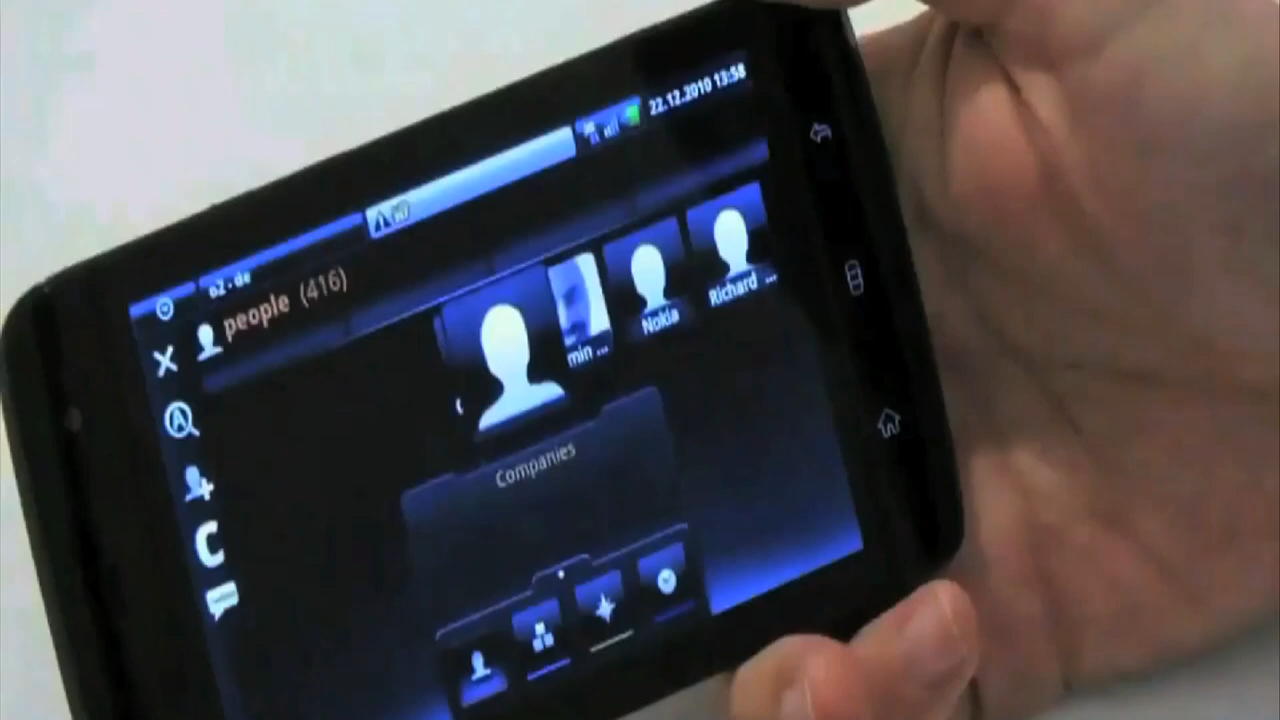 22.12.2010 13:58
o2 - de
people (416)
min ...
Nokia
Richard ...
Companies